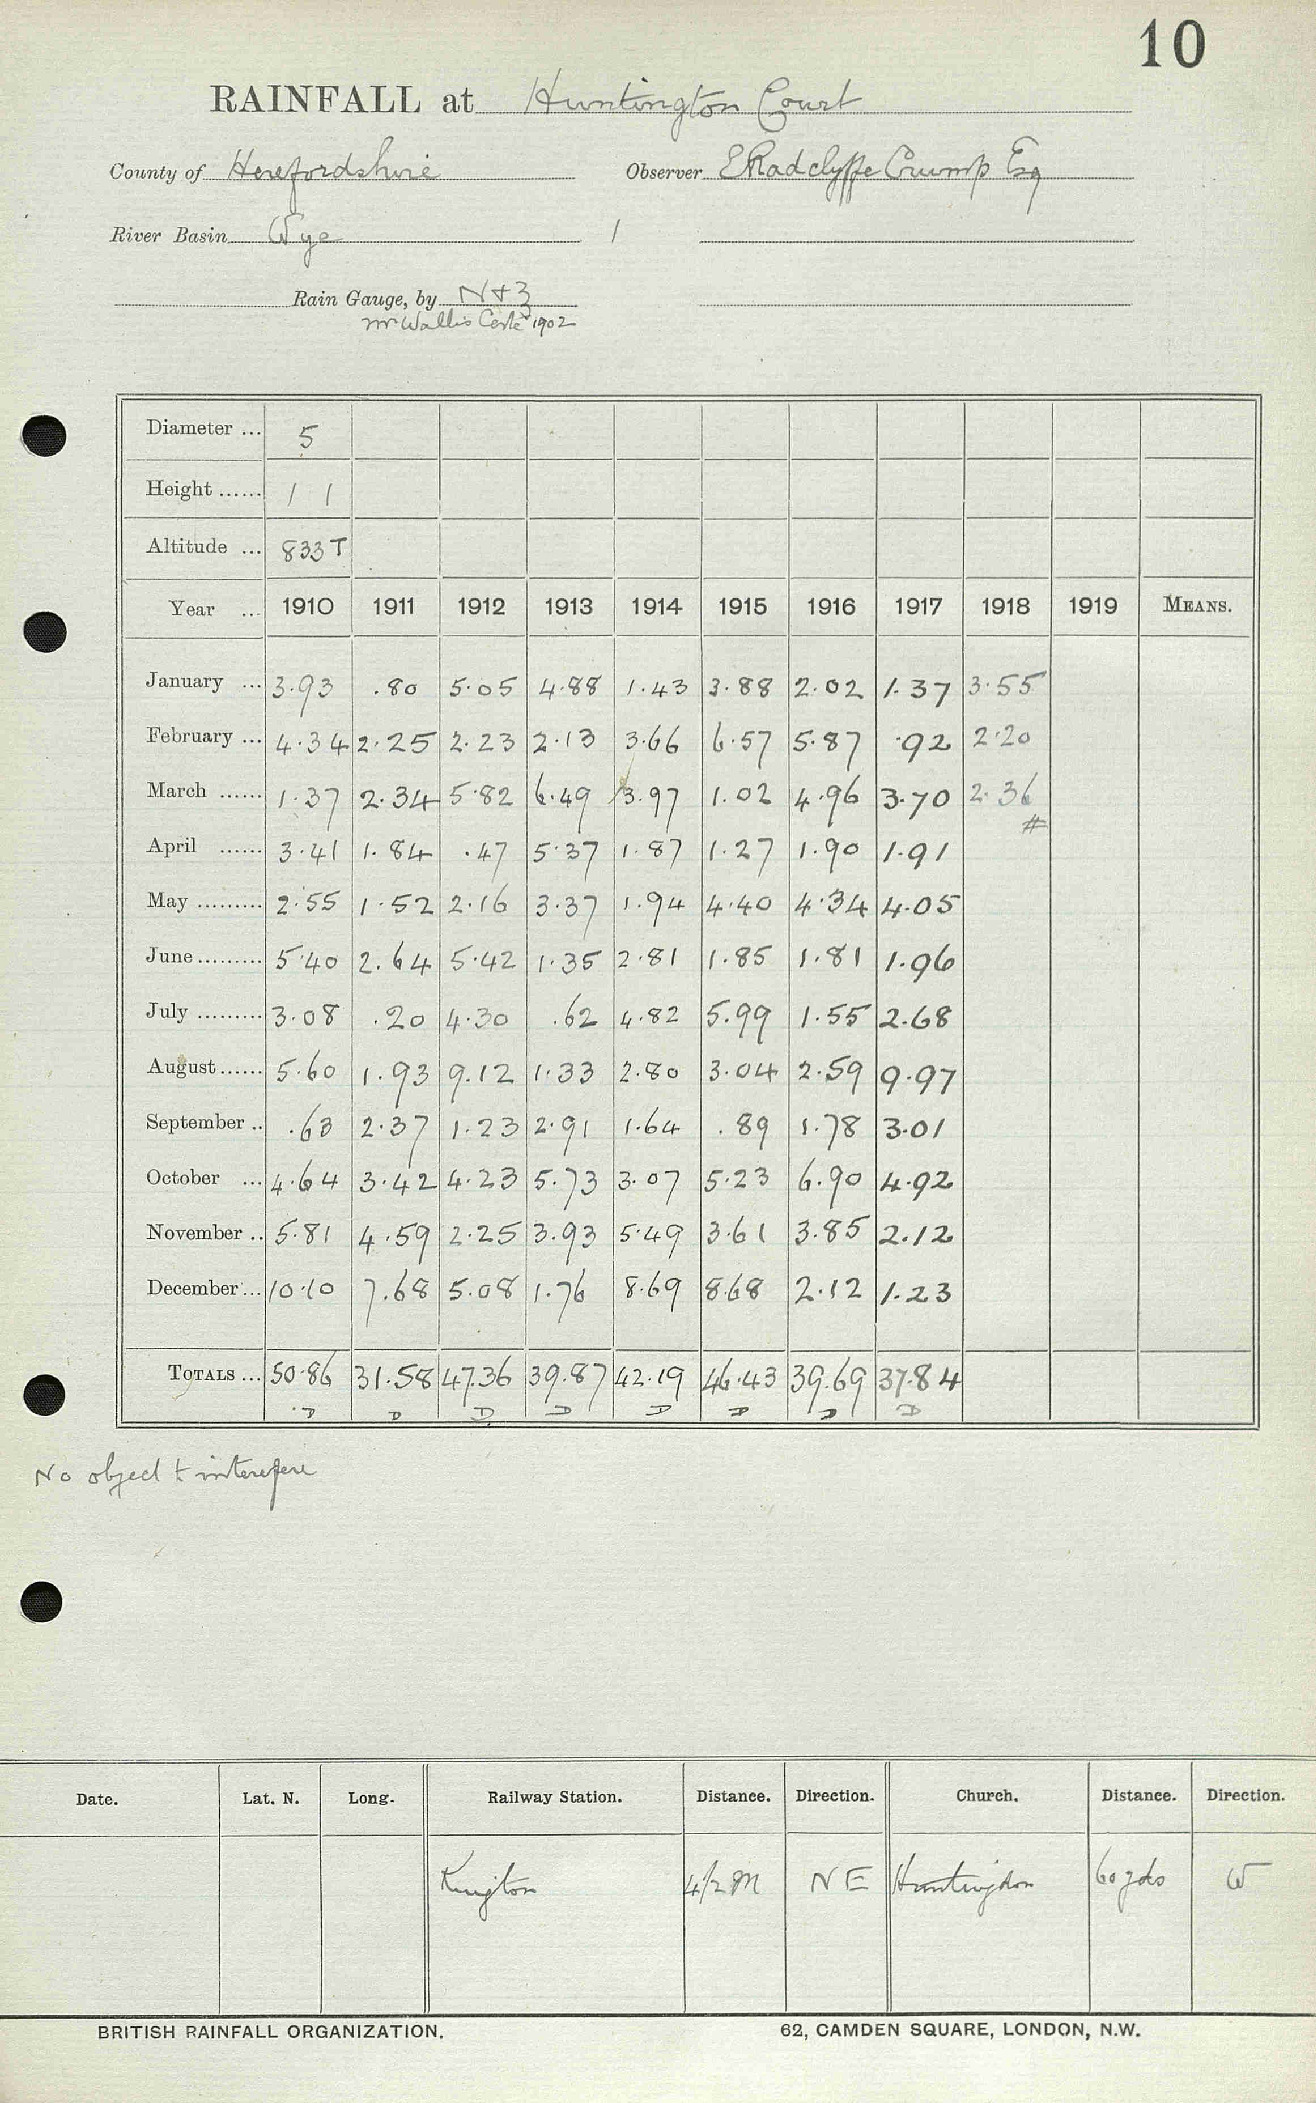 10
RAINFALL at Huntington Court
County of Herefordshire Observer E Radclyffe Crump Esq
River Basin Wye 1
Rain Gauge, by N + Z
Mr Wallis 1902
Diameter ... 5
Height ...... 1 1
Altitude ... 833 T
Year ... 1910 1911 1912 1913 1914 1915 1916 1917 1918 1919 MEANS.
January ... 3.93 .80 5.05 4.88 1.43 3.88 2.02 1.37 3.55
February ... 4.34 2.25 2.23 2.13 3.66 6.57 5.87 .92 2.20
March ...... 1.37 2.34 5.82 6.49 3.97 1.02 4.96 3.70 2.36
#
April ...... 3.41 1.84 .47 5.37 1.87 1.27 1.90 1.91
May ......... 2.55 1.52 2.16 3.37 1.94 4.40 4.34 4.05
June ......... 5.40 2.64 5.42 1.35 2.81 1.85 1.81 1.96
July ......... 3.08 .20 4.30 .62 4.82 5.99 1.55 2.68
August ...... 5.60 1.93 9.12 1.33 2.80 3.04 2.59 9.97
September .. .63 2.37 1.23 2.91 1.64 .89 1.78 3.01
October ... 4.64 3.42 4.23 5.73 3.07 5.23 6.90 4.92
November .. 5.81 4.59 2.25 3.93 5.49 3.61 3.85 2.12
December ... 10.10 7.68 5.08 1.76 8.69 8.68 2.12 1.23
TOTALS ... 50.86 31.58 47.36 39.87 42.19 46.43 39.69 37.84
D D D D D D D D
No object to interefere
Date. Lat. N. Long. Railway Station. Distance. Direction. Church. Distance. Direction.
Kington 4½ M NE Huntingdon 60 yds W
BRITISH RAINFALL ORGANIZATION. 62, CAMDEN SQUARE, LONDON, N.W.